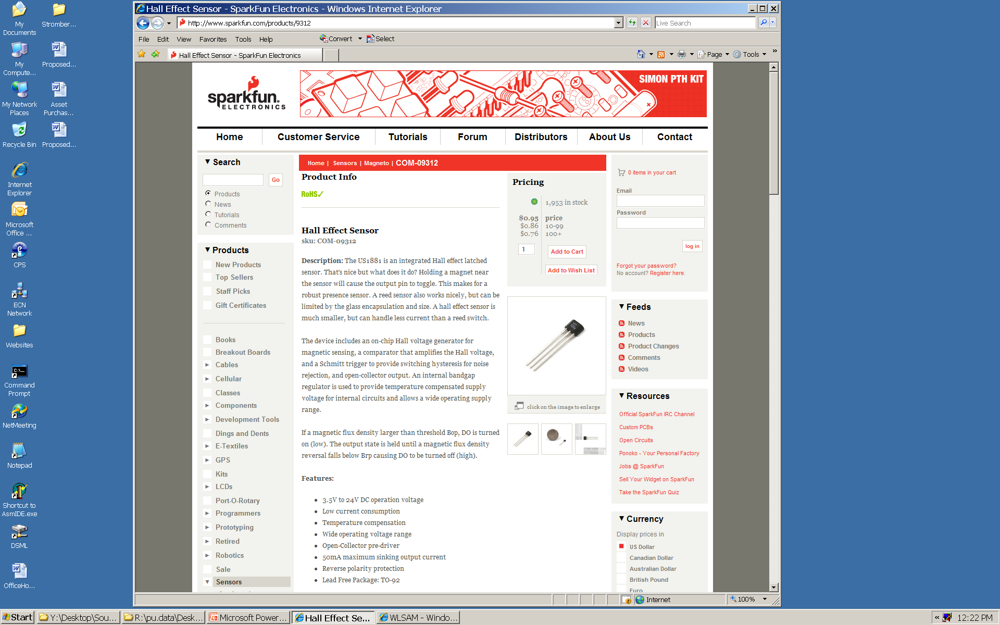 Hall Effect Sensor - SparkFun Electronics - Windows Internet Explorer
http://www.sparkfun.com/products/9312
Live Search
File Edit View Favorites Tools Help
Convert Select
Hall Effect Sensor - SparkFun Electronics
Page Tools »
My Documents
Stromber...
My Compute...
Proposed...
My Network Places
Asset Purchas...
Recycle Bin
Proposed...
Internet Explorer
Microsoft Office ...
CPS
ECN Network
Websites
Command Prompt
NetMeeting
Notepad
Shortcut to AsmIDE.exe
DSML
OfficeHo...
sparkfun.
ELECTRONICS
SIMON PTH KIT
Home Customer Service Tutorials Forum Distributors About Us Contact
Search
Go
Products
News
Tutorials
Comments
Products
New Products
Top Sellers
Staff Picks
Gift Certificates
Books
Breakout Boards
Cables
Cellular
Classes
Components
Development Tools
Dings and Dents
E-Textiles
GPS
Kits
LCDs
Port-O-Rotary
Programmers
Prototyping
Retired
Robotics
Sale
Sensors
Home | Sensors | Magneto | COM-09312
Product Info
RoHS✓
Hall Effect Sensor
sku: COM-09312
Description: The US1881 is an integrated Hall effect latched
sensor. That's nice but what does it do? Holding a magnet near
the sensor will cause the output pin to toggle. This makes for a
robust presence sensor. A reed sensor also works nicely, but can be
limited by the glass encapsulation and size. A hall effect sensor is
much smaller, but can handle less current than a reed switch.
The device includes an on-chip Hall voltage generator for
magnetic sensing, a comparator that amplifies the Hall voltage,
and a Schmitt trigger to provide switching hysteresis for noise
rejection, and open-collector output. An internal bandgap
regulator is used to provide temperature compensated supply
voltage for internal circuits and allows a wide operating supply
range.
If a magnetic flux density larger than threshold Bop, DO is turned
on (low). The output state is held until a magnetic flux density
reversal falls below Brp causing DO to be turned off (high).
Features:
• 3.5V to 24V DC operation voltage
• Low current consumption
• Temperature compensation
• Wide operating voltage range
• Open-Collector pre-driver
• 50mA maximum sinking output current
• Reverse polarity protection
• Lead Free Package: TO-92
Pricing
1,953 in stock
$0.95 price
$0.86 10-99
$0.76 100+
1
Add to Cart
Add to Wish List
click on the image to enlarge
0 items in your cart
Email
Password
log in
Forgot your password?
No account? Register here.
Feeds
News
Products
Product Changes
Comments
Videos
Resources
Official SparkFun IRC Channel
Custom PCBs
Open Circuits
Ponoko - Your Personal Factory
Jobs @ SparkFun
Sell Your Widget on SparkFun
Take the SparkFun Quiz
Currency
Display prices in
US Dollar
Canadian Dollar
Australian Dollar
British Pound
Euro
Internet
100%
Start
Y:\Desktop\Sou...
R:\pu.data\Desk...
Microsoft Power...
Hall Effect Se...
WLSAM - Windo...
« 12:22 PM